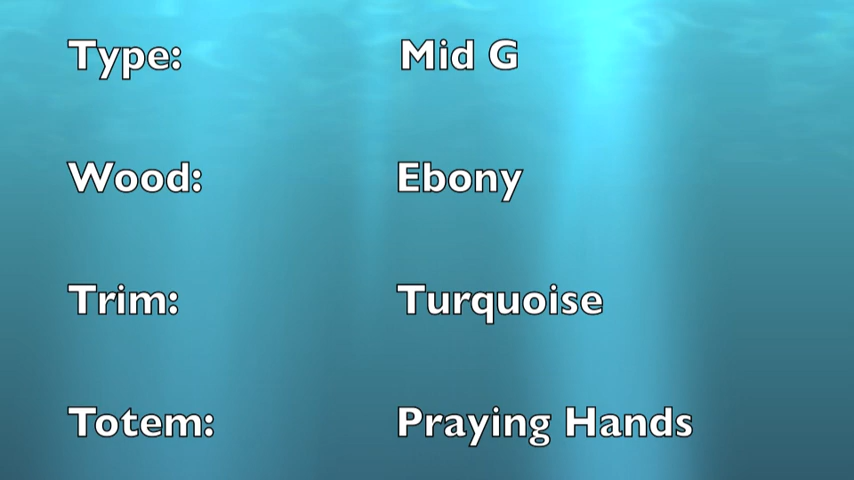 Type: Mid G
Wood: Ebony
Trim: Turquoise
Totem: Praying Hands